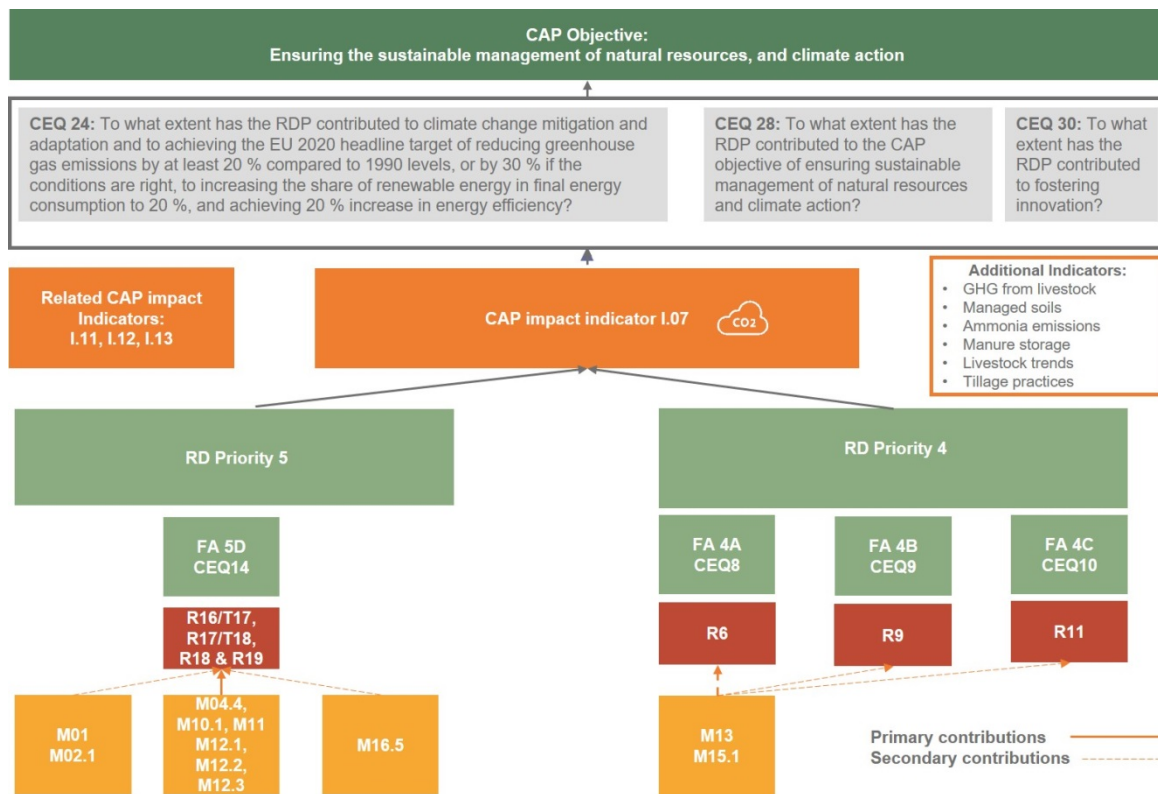 CAP Objective:
Ensuring the sustainable management of natural resources, and climate action
CEQ 24: To what extent has the RDP contributed to climate change mitigation and
adaptation and to achieving the EU 2020 headline target of reducing greenhouse
gas emissions by at least 20 % compared to 1990 levels, or by 30 % if the
conditions are right, to increasing the share of renewable energy in final energy
consumption to 20 %, and achieving 20 % increase in energy efficiency?
CEQ 28: To what extent has the
RDP contributed to the CAP
objective of ensuring sustainable
management of natural resources
and climate action?
CEQ 30: To what
extent has the
RDP contributed
to fostering
innovation?
Related CAP impact
Indicators:
I.11, I.12, I.13
CAP impact indicator I.07
CO2
Additional Indicators:
• GHG from livestock
• Managed soils
• Ammonia emissions
• Manure storage
• Livestock trends
• Tillage practices
RD Priority 5
RD Priority 4
FA 5D
CEQ14
FA 4A
CEQ8
FA 4B
CEQ9
FA 4C
CEQ10
R16/T17,
R17/T18,
R18 & R19
R6
R9
R11
M01
M02.1
M04.4,
M10.1, M11
M12.1,
M12.2,
M12.3
M16.5
M13
M15.1
Primary contributions
Secondary contributions